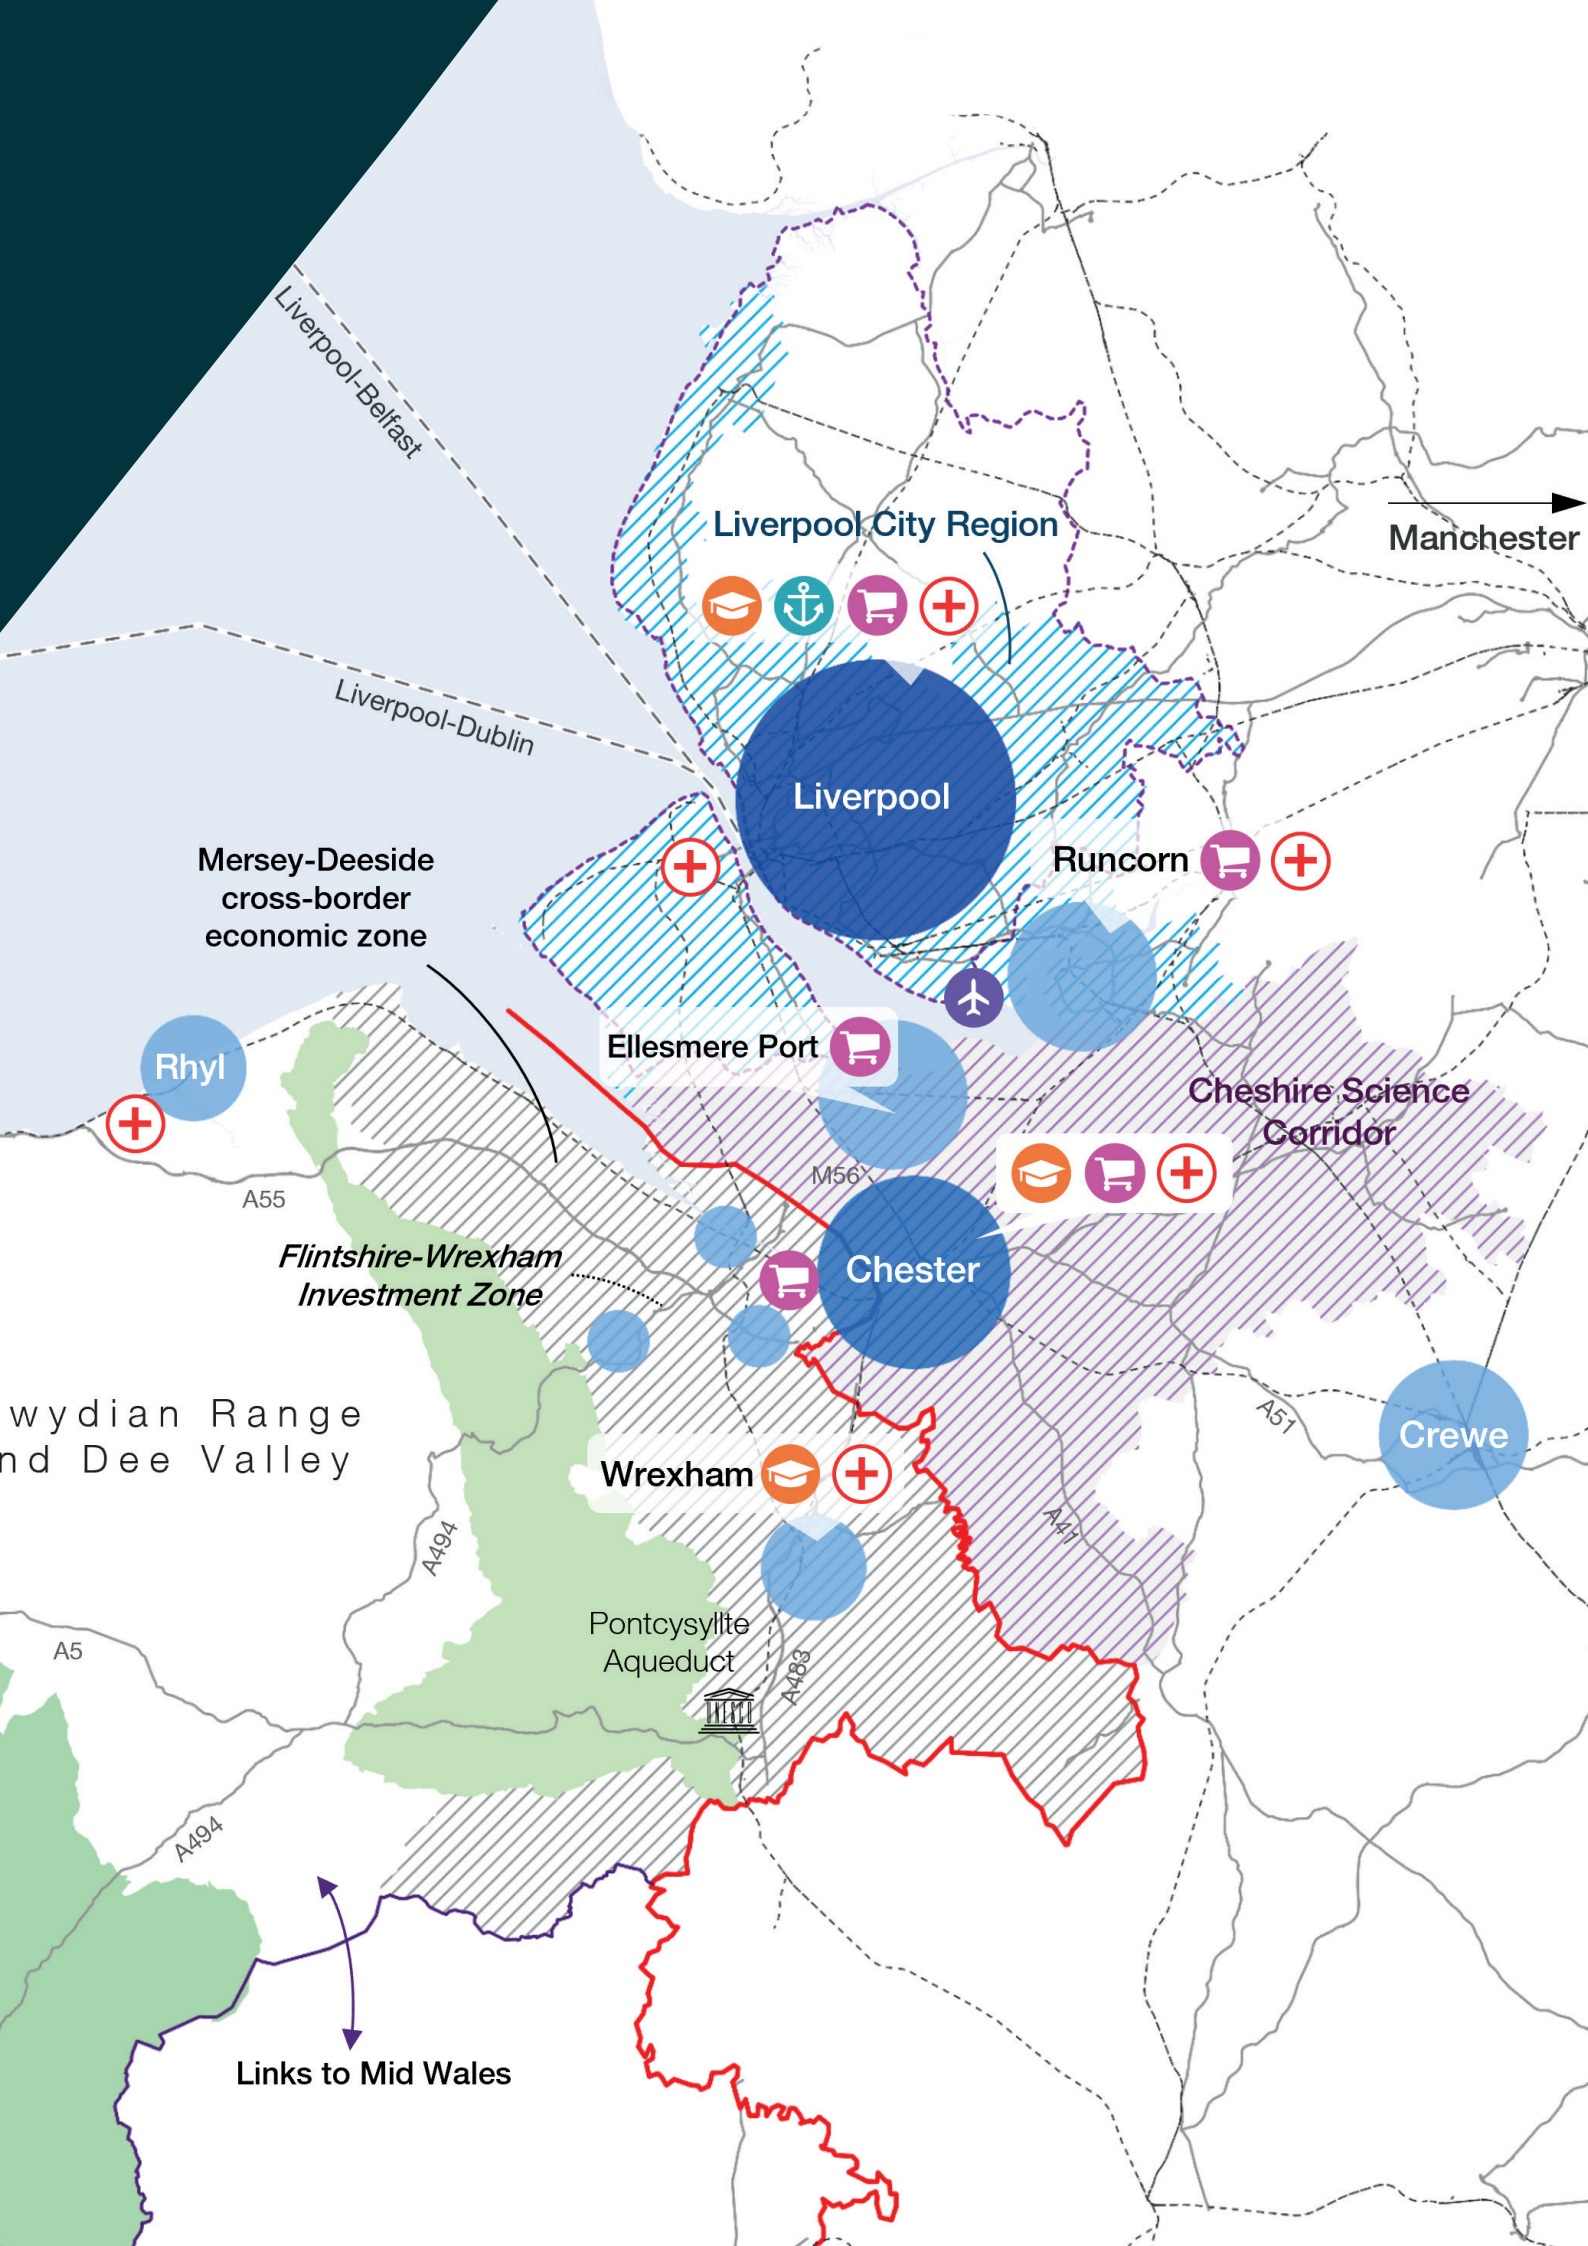 Liverpool-Belfast
Liverpool City Region
Manchester
Liverpool-Dublin
Liverpool
Mersey-Deeside
cross-border
economic zone
Runcorn
Ellesmere Port
Rhyl
Cheshire Science
Corridor
M56
A55
Flintshire-Wrexham
Investment Zone
Chester
wydian Range
nd Dee Valley
A51
Crewe
Wrexham
A494
A41
Pontcysyllte
Aqueduct
A5
A483
UNESCO
A494
Links to Mid Wales